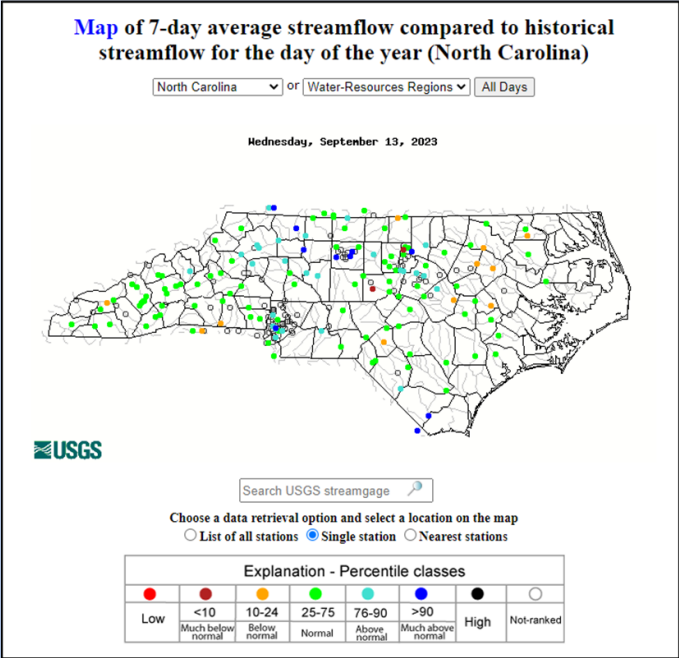 Map of 7-day average streamflow compared to historical
streamflow for the day of the year (North Carolina)
North Carolina or Water-Resources Regions All Days
Wednesday, September 13, 2023
USGS
Search USGS streamgage
Choose a data retrieval option and select a location on the map
List of all stations Single station Nearest stations
Explanation - Percentile classes
Low <10 10-24 25-75 76-90 >90 High Not-ranked
Much below normal Below normal Normal Above normal Much above normal